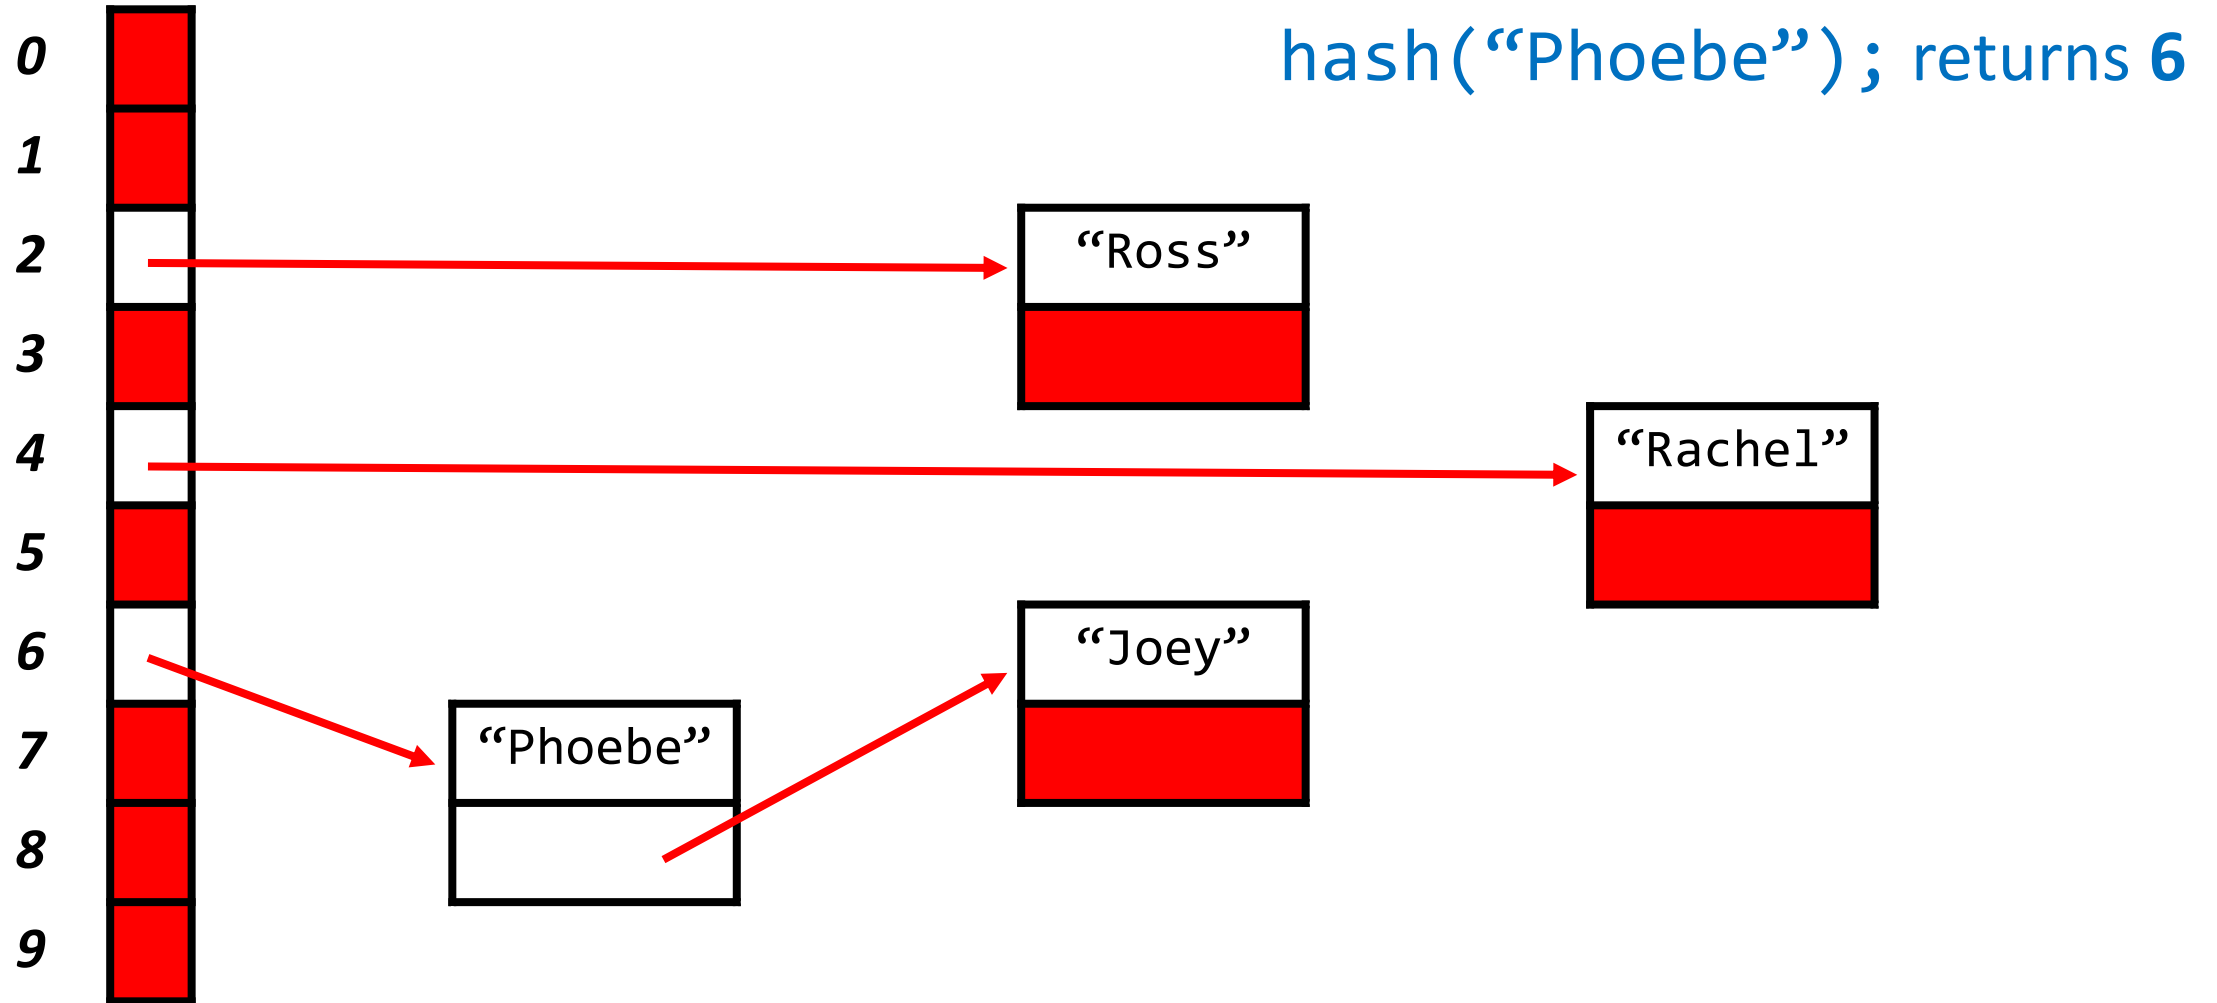 hash(“Phoebe”); returns 6
0
1
2
“Ross”
3
4
“Rachel”
5
6
“Joey”
7
“Phoebe”
8
9